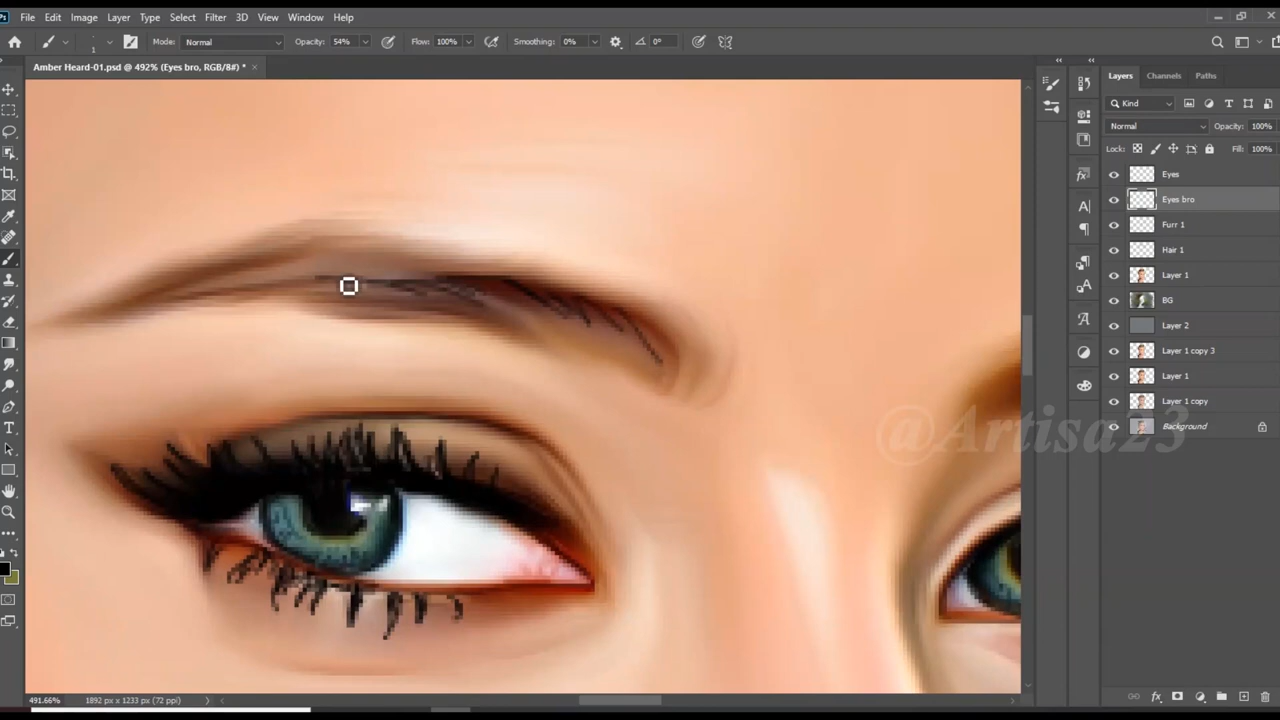 Ps File Edit Image Layer Type Select Filter 3D View Window Help
1 Mode: Normal Opacity: 54% Flow: 100% Smoothing: 0% 0°
Amber Heard-01.psd @ 492% (Eyes bro, RGB/8#) *
Layers Channels Paths
Kind
Normal Opacity: 100%
Lock: Fill: 100%
Eyes
Eyes bro
Furr 1
Hair 1
Layer 1
BG
Layer 2
Layer 1 copy 3
Layer 1
Layer 1 copy
Background
@Artisa23
491.66% 1892 px x 1233 px (72 ppi)